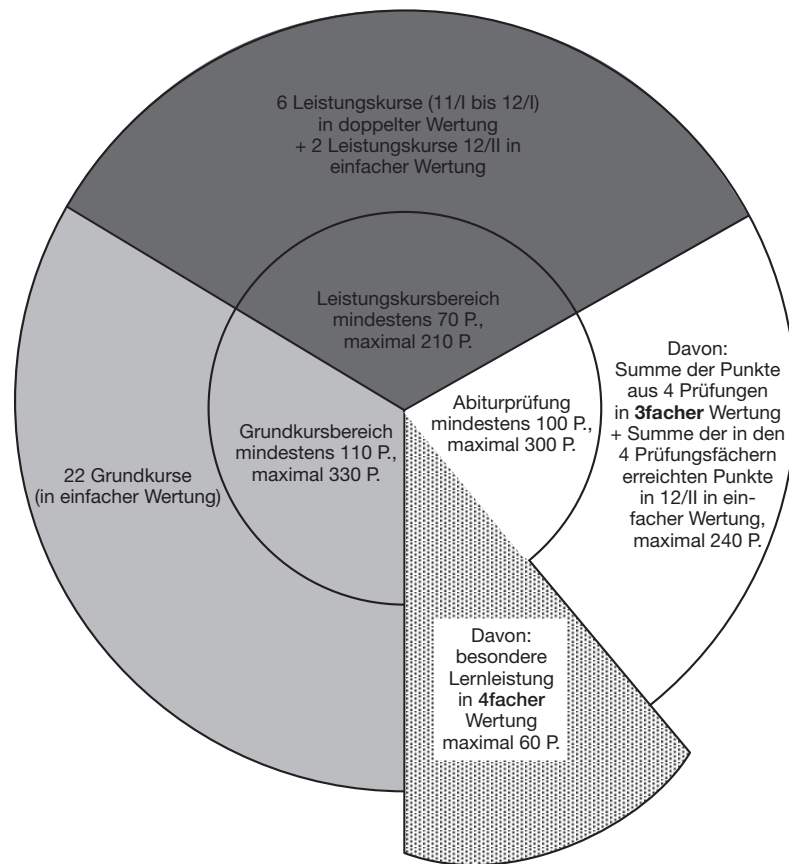 6 Leistungskurse (11/I bis 12/I)
in doppelter Wertung
+ 2 Leistungskurse 12/II in
einfacher Wertung
Leistungskursbereich
mindestens 70 P.,
maximal 210 P.
Davon:
Summe der Punkte
aus 4 Prüfungen
in 3facher Wertung
+ Summe der in den
4 Prüfungsfächern
erreichten Punkte
in 12/II in ein-
facher Wertung,
maximal 240 P.
Abiturprüfung
mindestens 100 P.,
maximal 300 P.
Grundkursbereich
mindestens 110 P.,
maximal 330 P.
22 Grundkurse
(in einfacher Wertung)
Davon:
besondere
Lernleistung
in 4facher
Wertung
maximal 60 P.